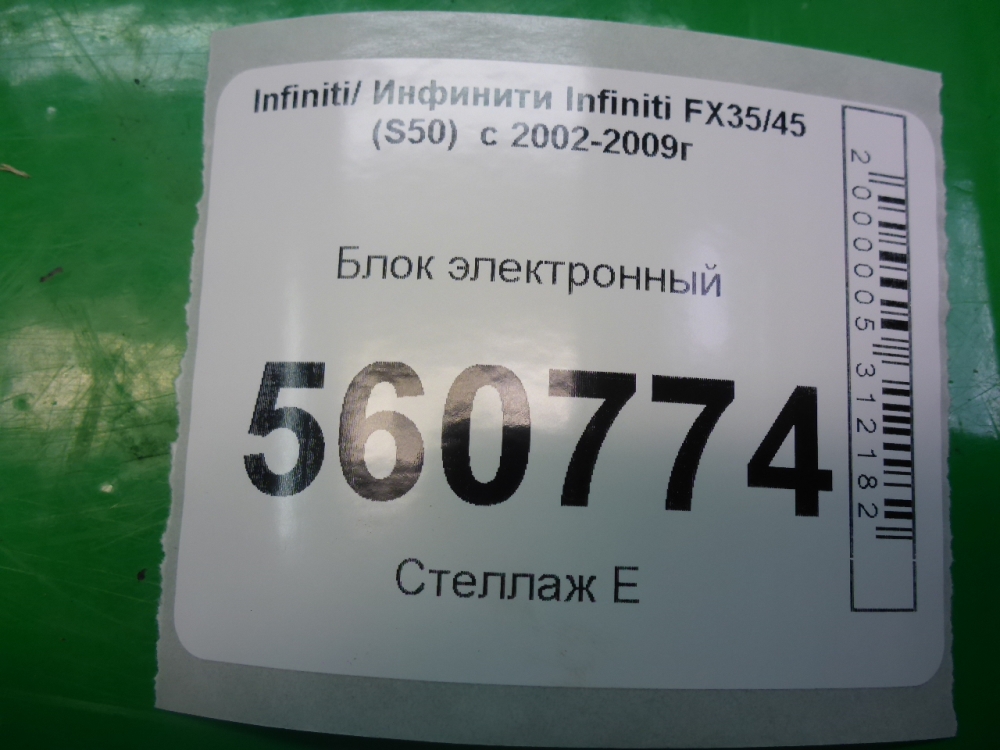 Infiniti/ Инфинити Infiniti FX35/45
(S50) с 2002-2009г
Блок электронный
560774
Стеллаж Е
2000005312182